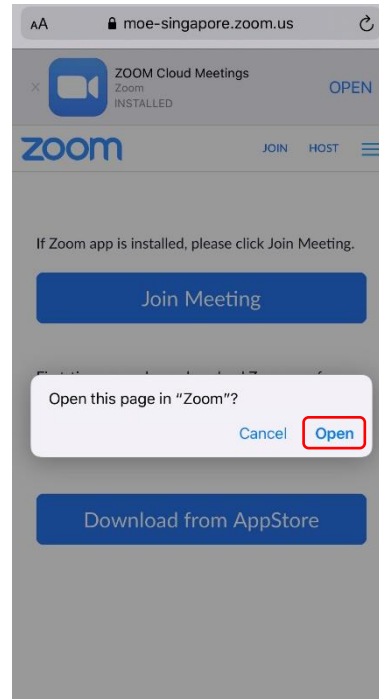 AA moe-singapore.zoom.us
ZOOM Cloud Meetings
Zoom
INSTALLED
OPEN
zoom JOIN HOST
If Zoom app is installed, please click Join Meeting.
Join Meeting
Open this page in “Zoom”?
Cancel Open
Download from AppStore